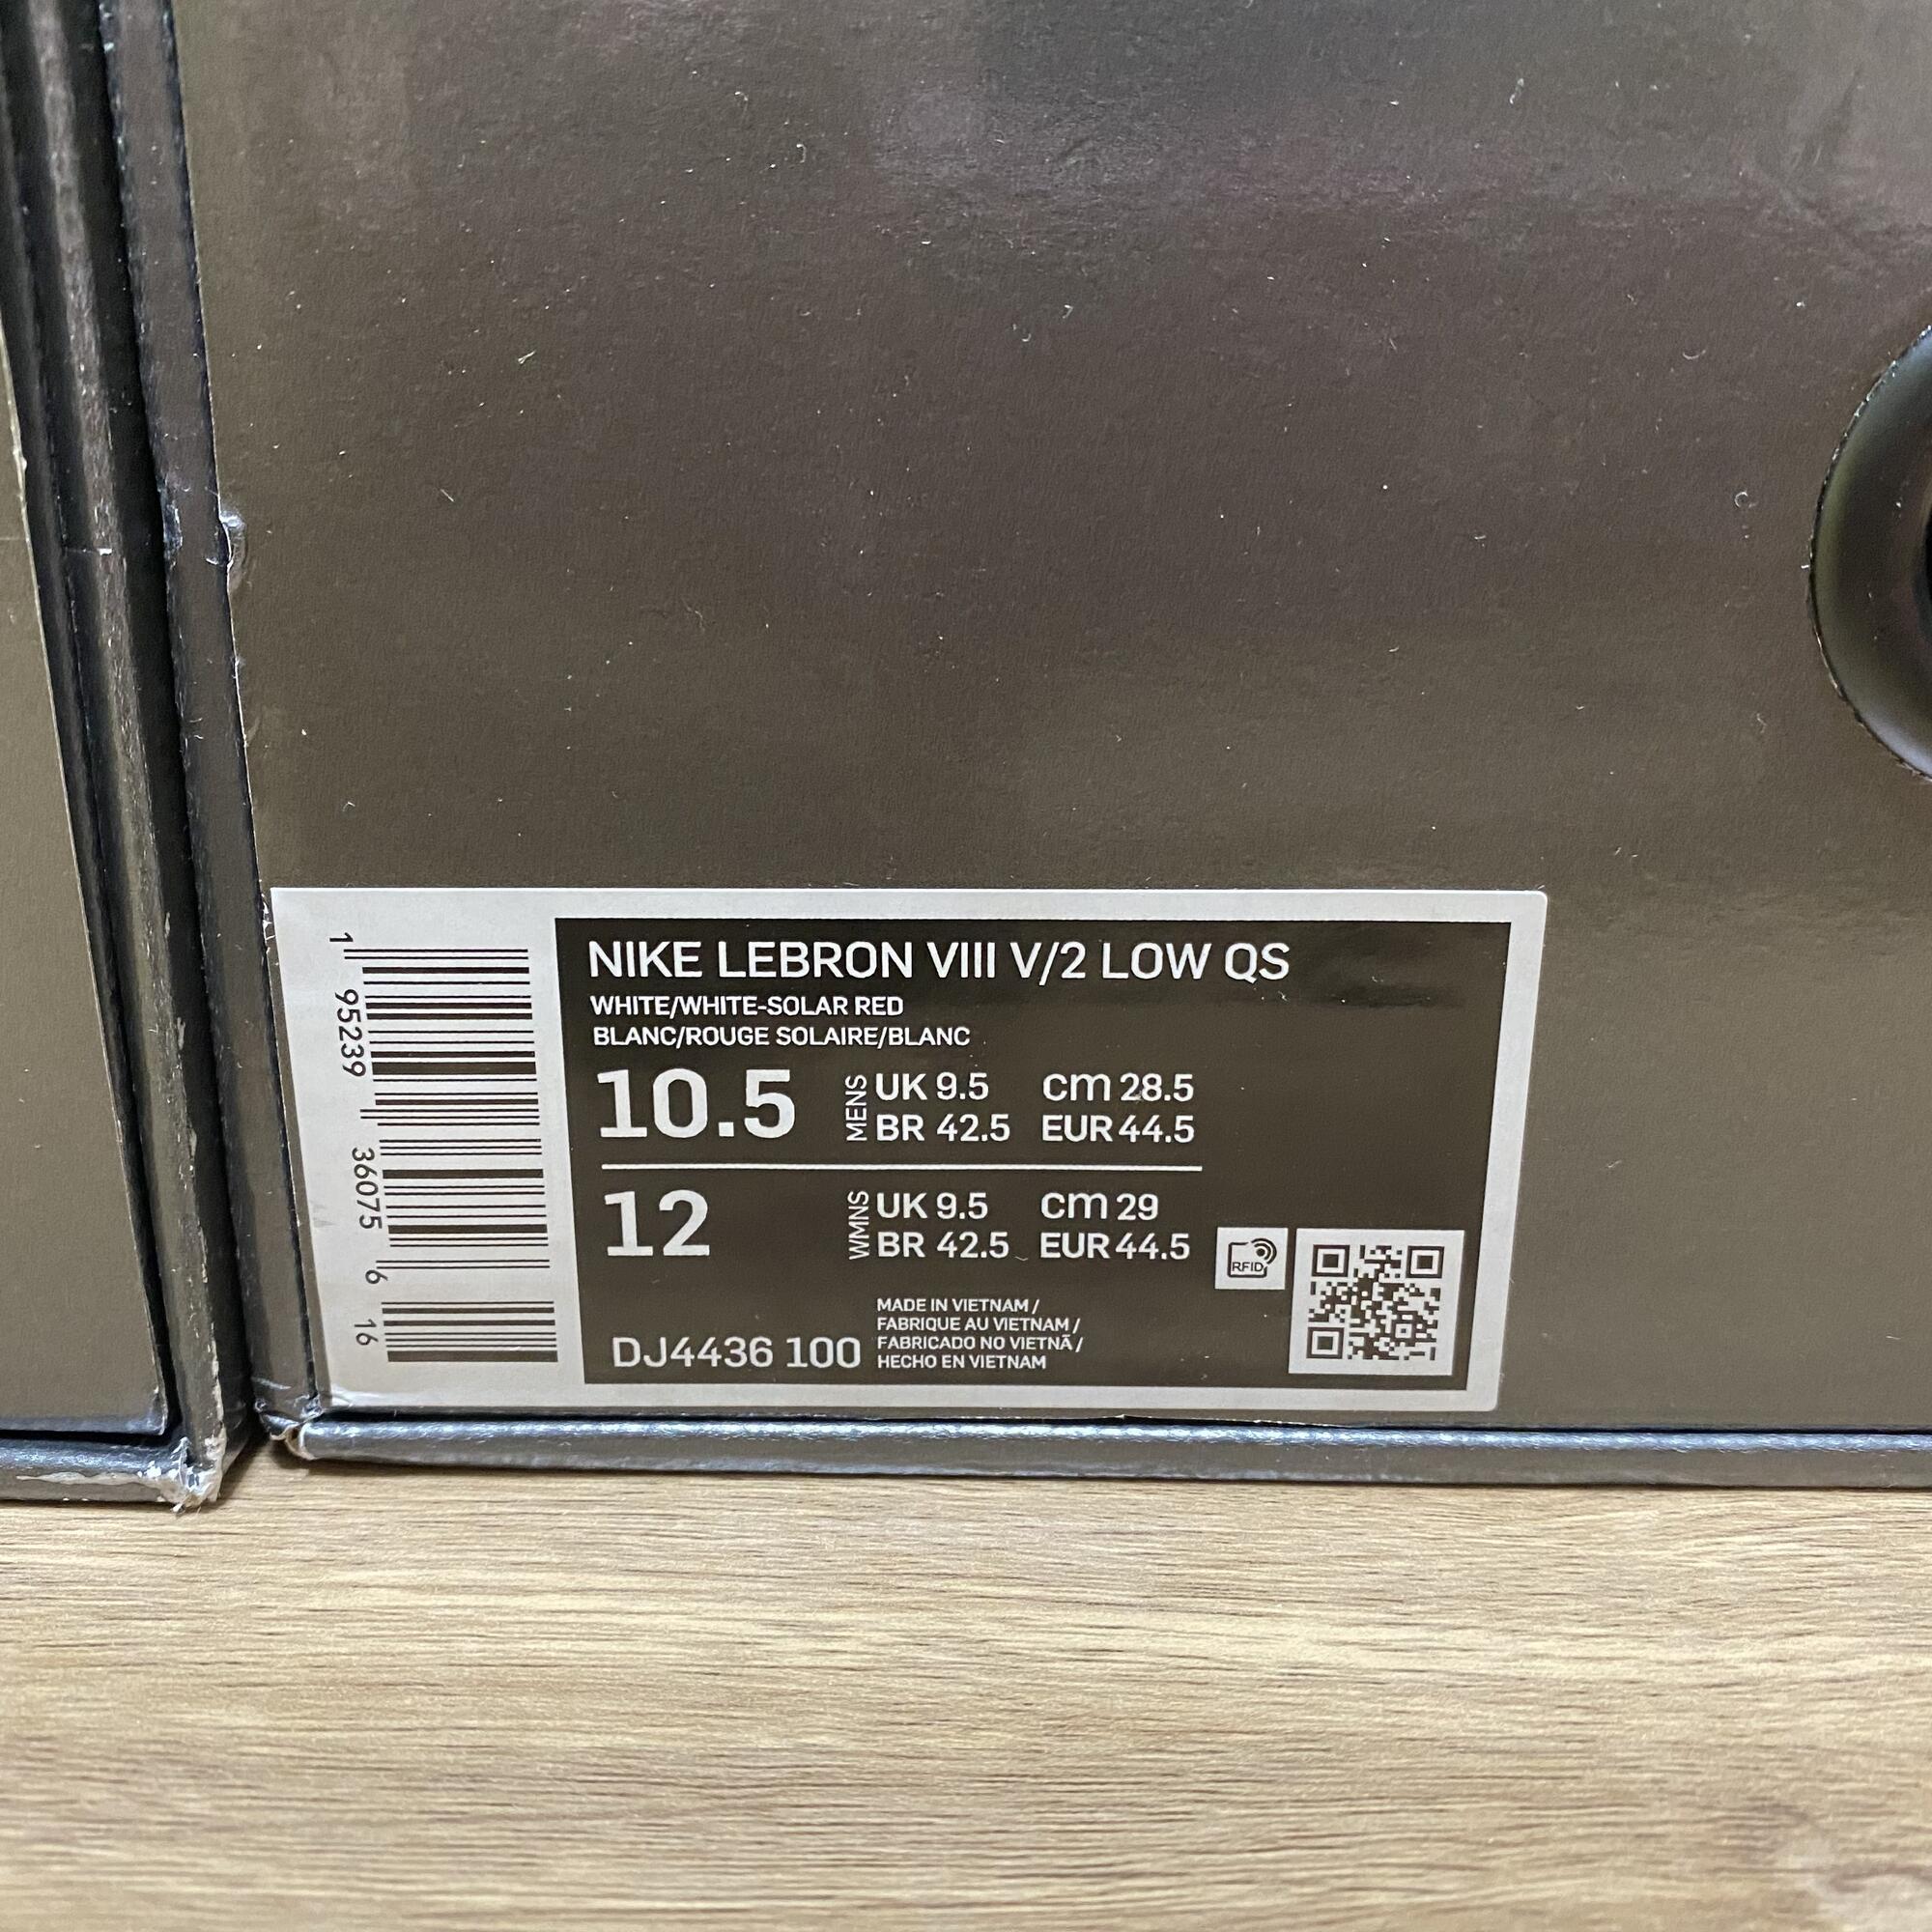 1 95239 36075 6 16
NIKE LEBRON VIII V/2 LOW QS
WHITE/WHITE-SOLAR RED
BLANC/ROUGE SOLAIRE/BLANC
10.5 MENS UK 9.5 cm 28.5
BR 42.5 EUR 44.5
12 WMNS UK 9.5 cm 29
BR 42.5 EUR 44.5
RFID
DJ4436 100
MADE IN VIETNAM /
FABRIQUE AU VIETNAM /
FABRICADO NO VIETNÃ /
HECHO EN VIETNAM